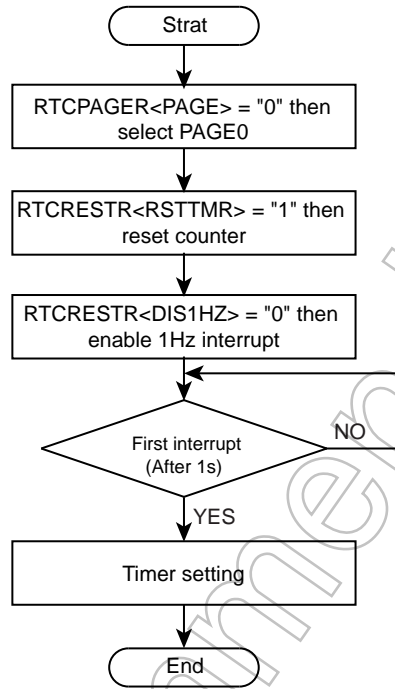 Strat
RTCPAGER<PAGE> = "0" then
select PAGE0
RTCRESTR<RSTTMR> = "1" then
reset counter
RTCRESTR<DIS1HZ> = "0" then
enable 1Hz interrupt
First interrupt
(After 1s)
NO
YES
Timer setting
End